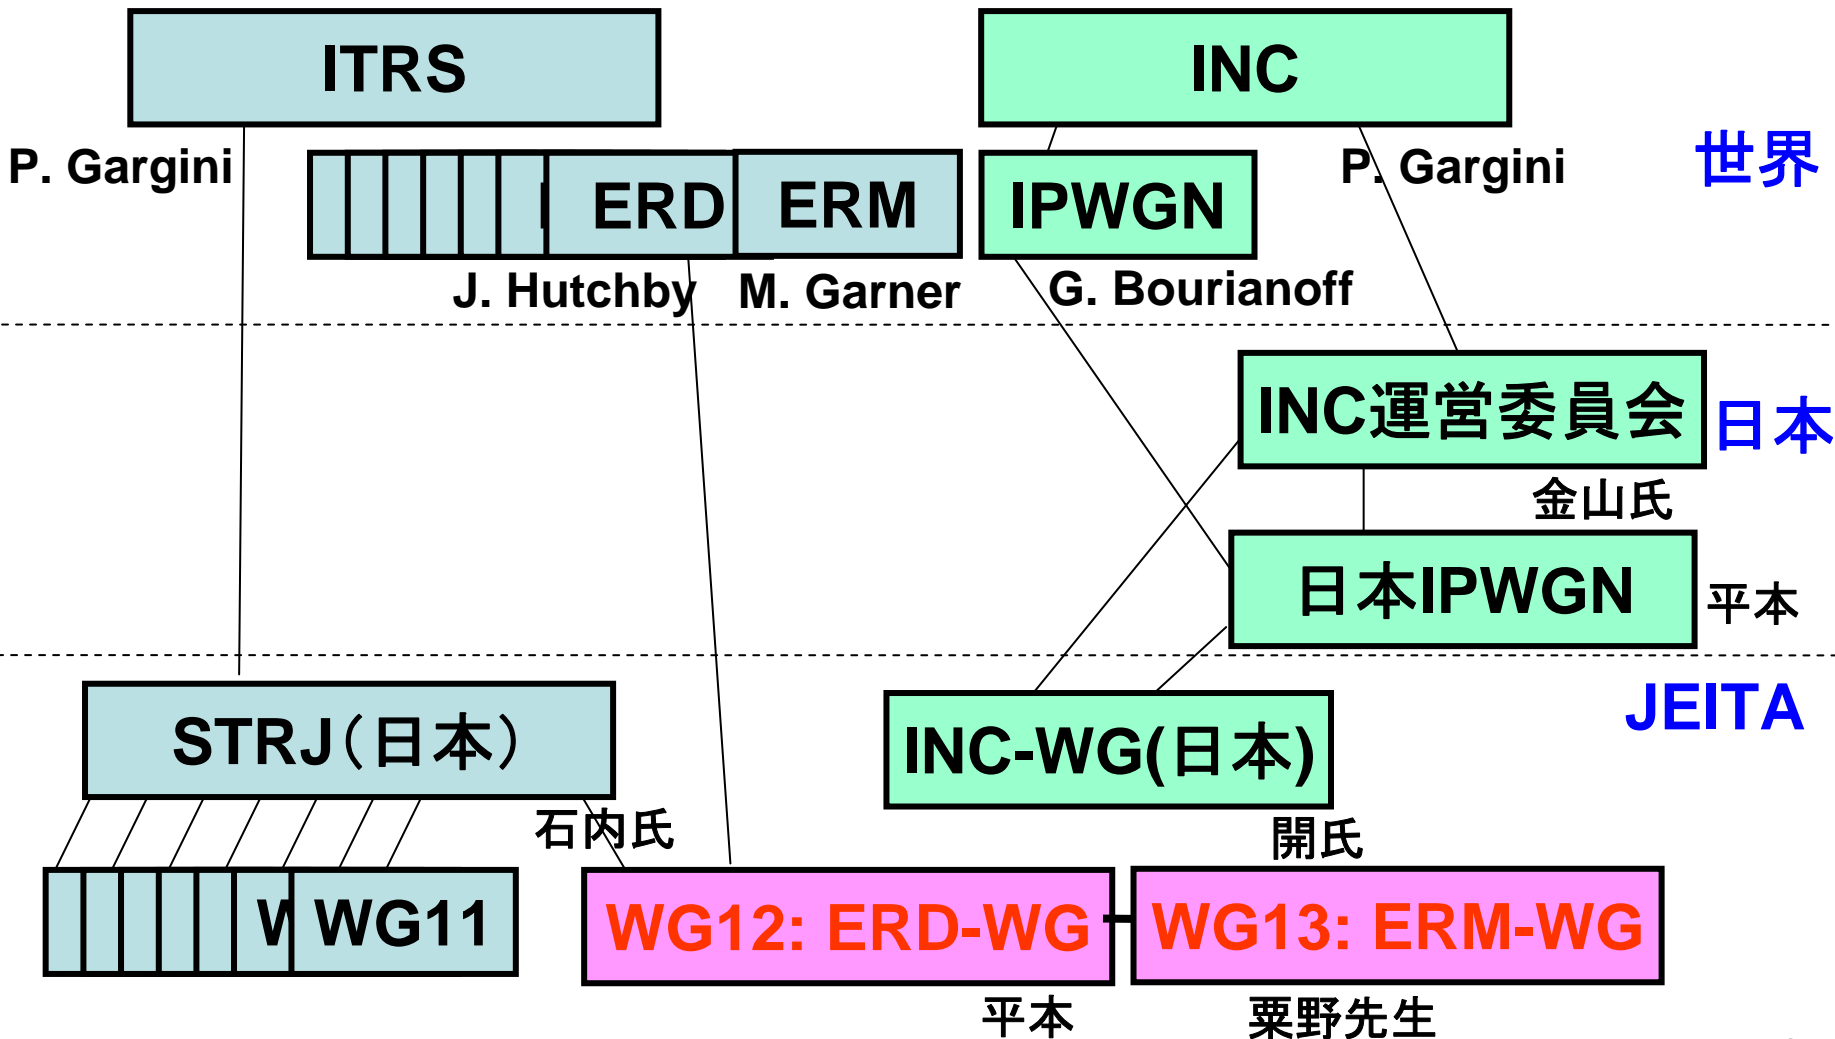 ITRS
INC
P. Gargini
P. Gargini
世界
ERD
ERM
IPWGN
J. Hutchby
M. Garner
G. Bourianoff
INC運営委員会
日本
金山氏
日本IPWGN
平本
JEITA
STRJ（日本）
INC-WG(日本)
石内氏
開氏
W
WG11
WG12: ERD-WG
WG13: ERM-WG
平本
粟野先生